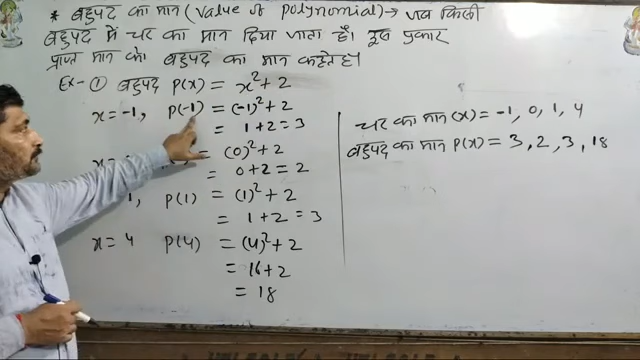 * बहुपद का मान (Value of Polynomial) → जब किसी
बहुपद में चर का मान दिया जाता है। इस प्रकार
प्राप्त मान को बहुपद का मान कहते हैं।
Ex- ① बहुपद P(x) = x² + 2
x = -1, P(-1) = (-1)² + 2
= 1 + 2 = 3
= (0)² + 2
= 0 + 2 = 2
1, P(1) = (1)² + 2
= 1 + 2 = 3
x = 4 P(4) = (4)² + 2
= 16 + 2
= 18
चर का मान (x) = -1, 0, 1, 4
बहुपद का मान P(x) = 3, 2, 3, 18